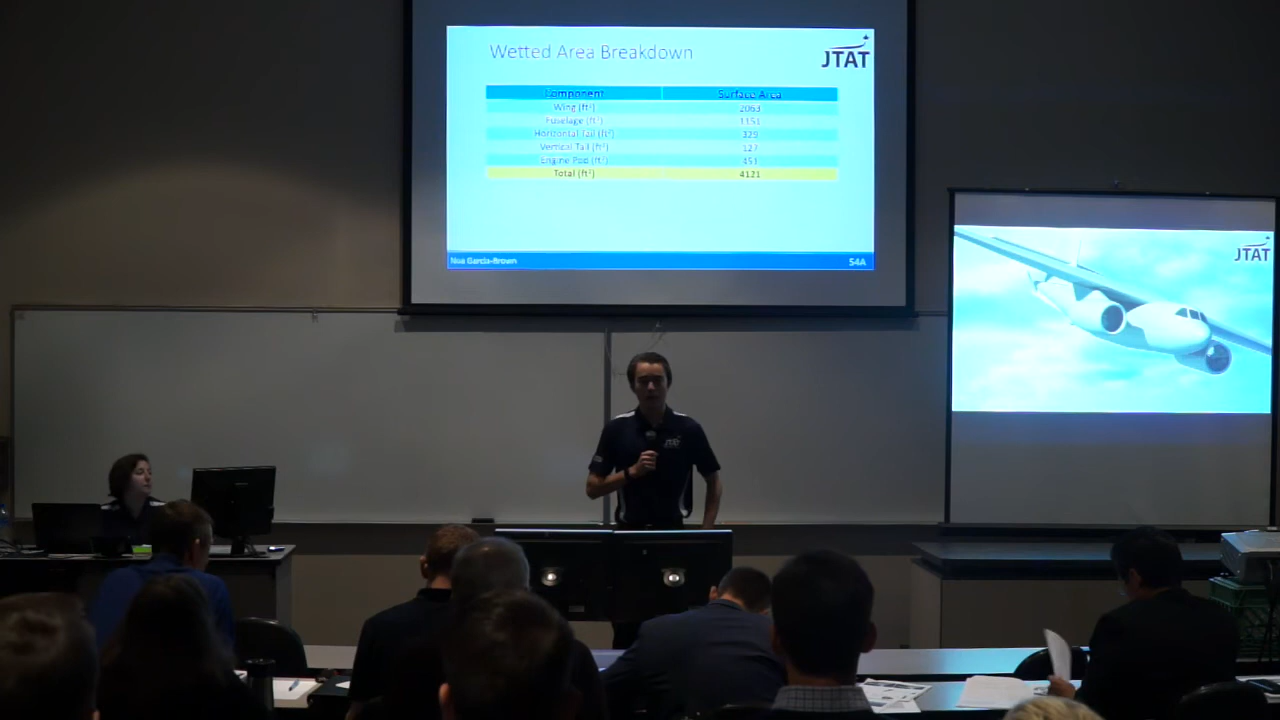 Wetted Area Breakdown
JTAT
Component Surface Area
Wing (ft²) 2063
Fuselage (ft²) 1151
Horizontal Tail (ft²) 329
Vertical Tail (ft²) 127
Engine Pod (ft²) 451
Total (ft²) 4121
Noa Garcia-Brown 54A
JTAT